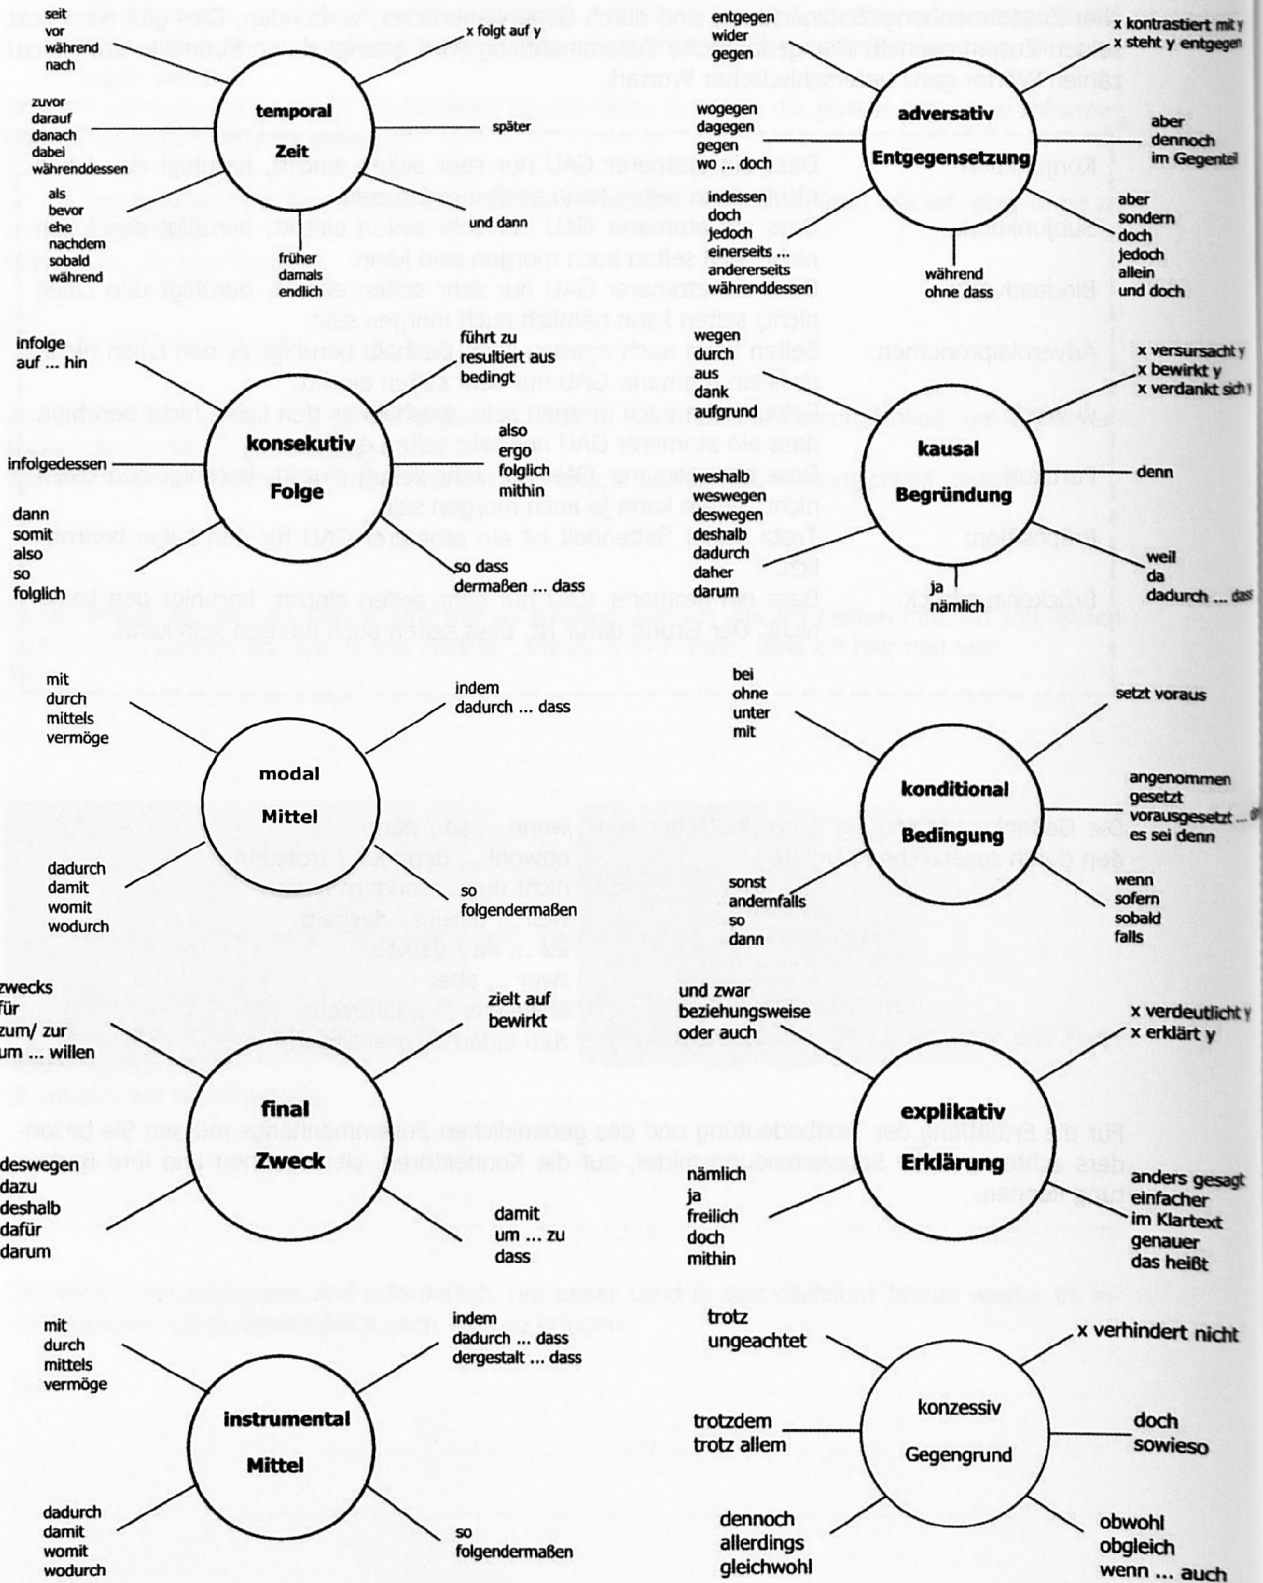 seit
vor
während
nach
x folgt auf y
zuvor
darauf
danach
dabei
währenddessen
temporal
Zeit
später
als
bevor
ehe
nachdem
sobald
während
früher
damals
endlich
und dann
entgegen
wider
gegen
x kontrastiert mit y
x steht y entgegen
wogegen
dagegen
gegen
wo ... doch
adversativ
Entgegensetzung
aber
dennoch
im Gegenteil
indessen
doch
jedoch
einerseits ...
andererseits
währenddessen
während
ohne dass
aber
sondern
doch
jedoch
allein
und doch
infolge
auf ... hin
führt zu
resultiert aus
bedingt
infolgedessen
konsekutiv
Folge
also
ergo
folglich
mithin
dann
somit
also
so
folglich
so dass
dermaßen ... dass
wegen
durch
aus
dank
aufgrund
x versursacht y
x bewirkt y
x verdankt sich y
kausal
Begründung
denn
weshalb
weswegen
deswegen
deshalb
dadurch
daher
darum
ja
nämlich
weil
da
dadurch ... dass
mit
durch
mittels
vermöge
indem
dadurch ... dass
modal
Mittel
dadurch
damit
womit
wodurch
so
folgendermaßen
bei
ohne
unter
mit
setzt voraus
konditional
Bedingung
angenommen
gesetzt
vorausgesetzt ...
es sei denn
sonst
andernfalls
so
dann
wenn
sofern
sobald
falls
zwecks
für
zum/ zur
um ... willen
zielt auf
bewirkt
final
Zweck
deswegen
dazu
deshalb
dafür
darum
damit
um ... zu
dass
und zwar
beziehungsweise
oder auch
x verdeutlicht y
x erklärt y
explikativ
Erklärung
nämlich
ja
freilich
doch
mithin
anders gesagt
einfacher
im Klartext
genauer
das heißt
mit
durch
mittels
vermöge
indem
dadurch ... dass
dergestalt ... dass
instrumental
Mittel
dadurch
damit
womit
wodurch
so
folgendermaßen
trotz
ungeachtet
x verhindert nicht
trotzdem
trotz allem
konzessiv
Gegengrund
doch
sowieso
dennoch
allerdings
gleichwohl
obwohl
obgleich
wenn ... auch